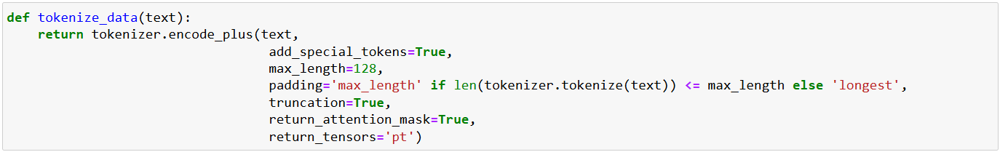 def tokenize_data(text):
    return tokenizer.encode_plus(text,
                                 add_special_tokens=True,
                                 max_length=128,
                                 padding='max_length' if len(tokenizer.tokenize(text)) <= max_length else 'longest',
                                 truncation=True,
                                 return_attention_mask=True,
                                 return_tensors='pt')